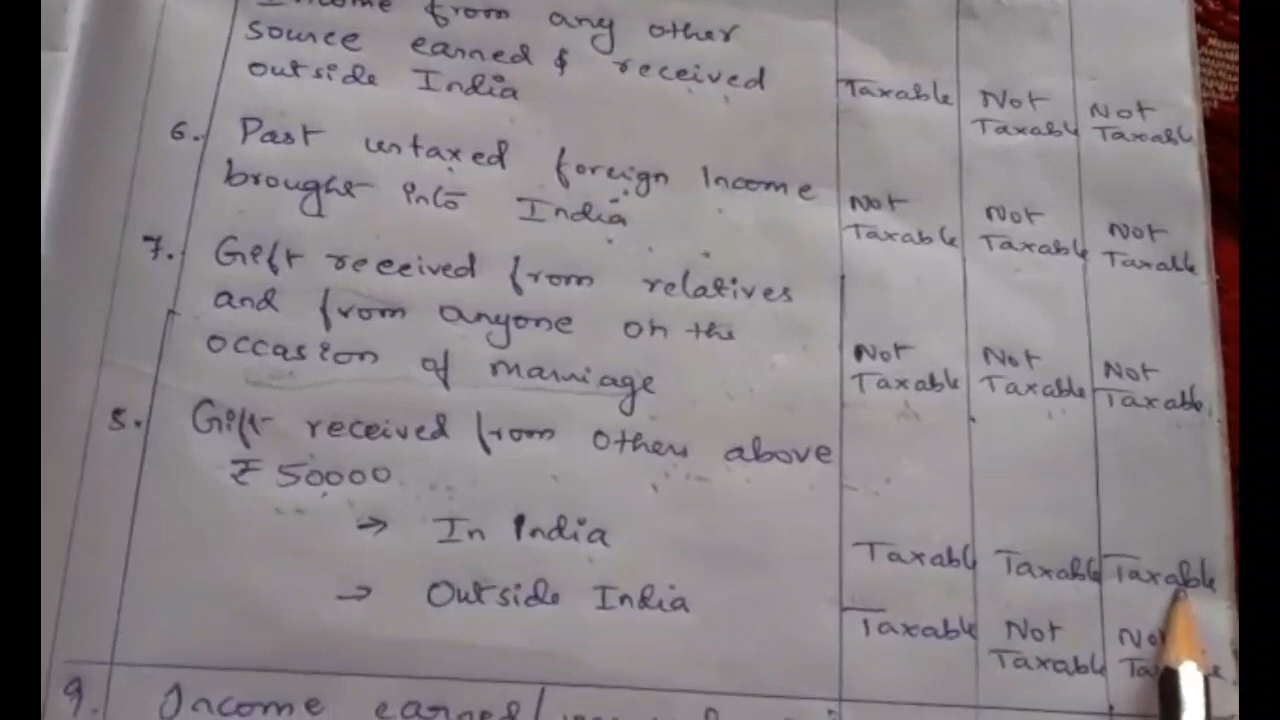 Income from any other
source earned & received
outside India
Taxable Not Taxable Not Taxable
6. Past untaxed foreign Income
brought into India
Not Taxable Not Taxable Not Taxable
7. Gift received from relatives
and from anyone on the
occasion of marriage
Not Taxable Not Taxable Not Taxable
8. Gift received from others above
₹ 50000
→ In India Taxable Taxable Taxable
→ Outside India Taxable Not Taxable
9. Income earned/